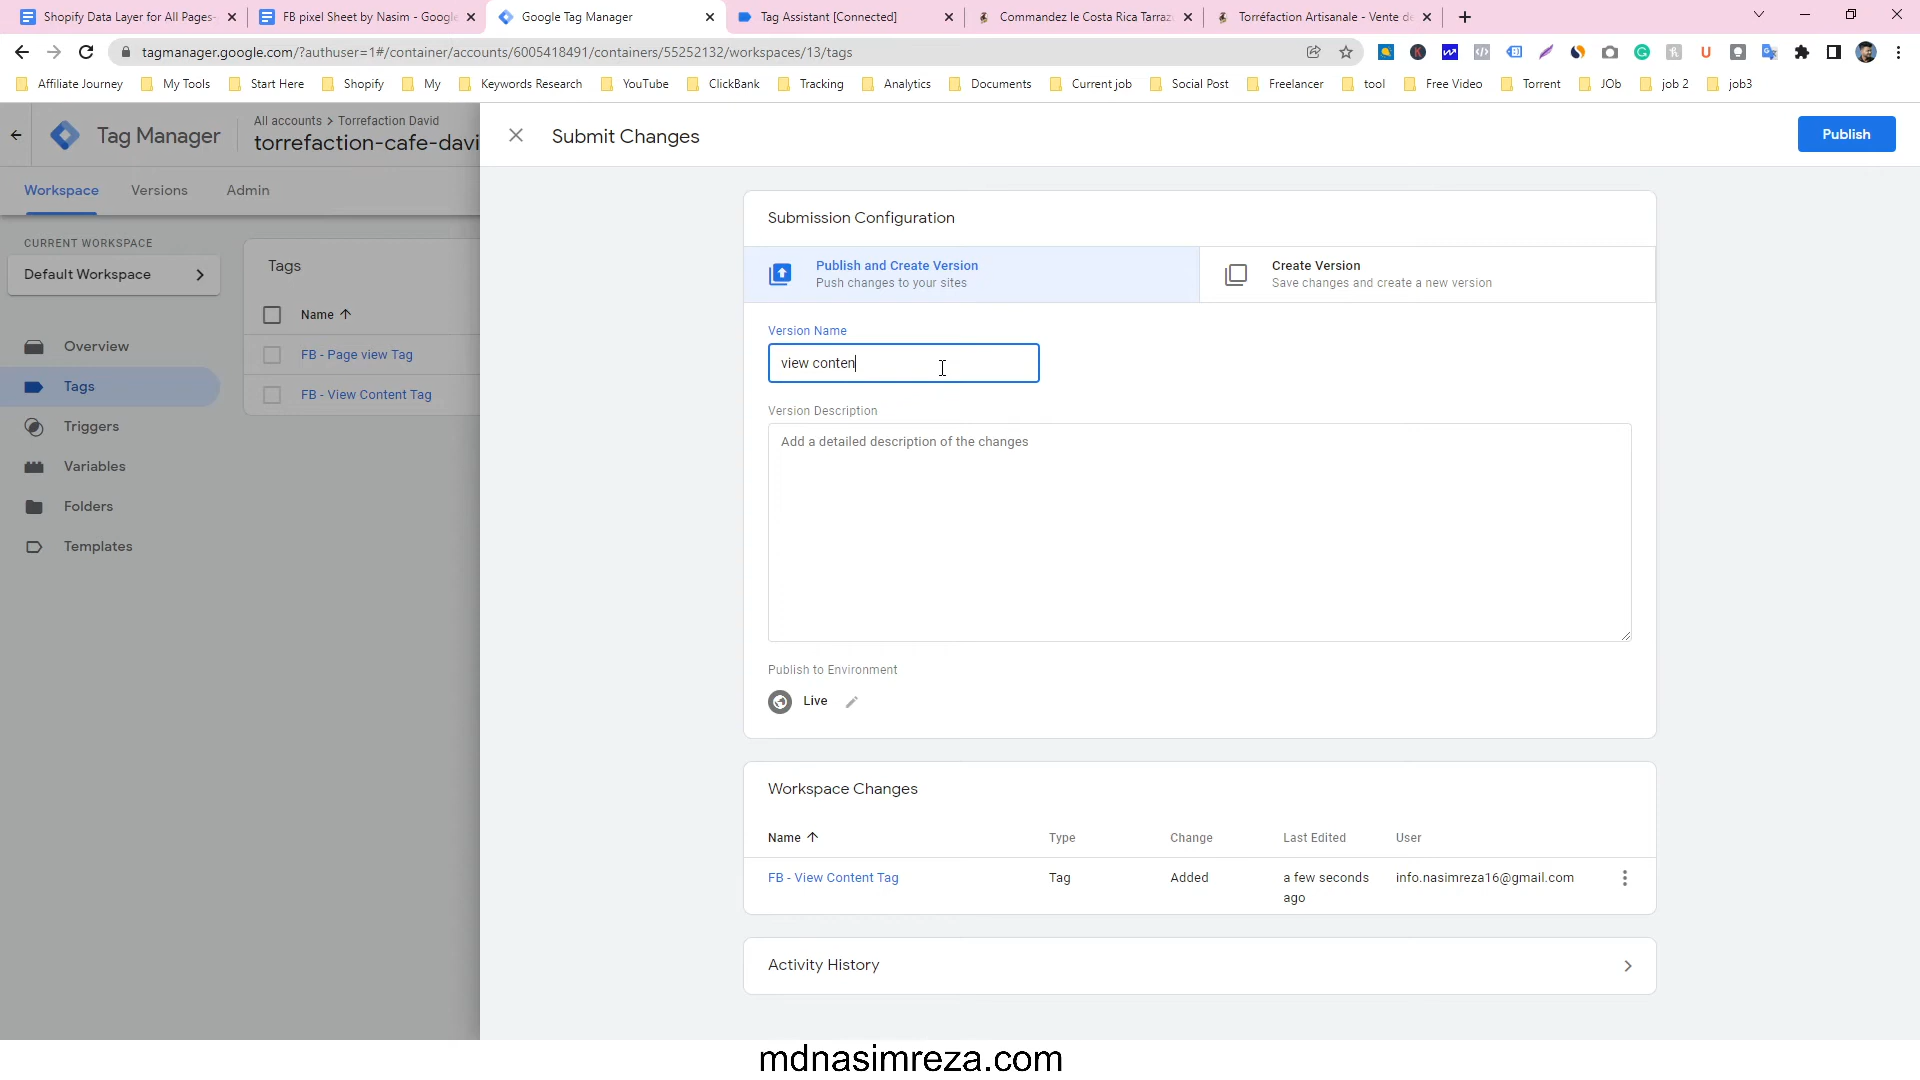 Shopify Data Layer for All Pages-
FB pixel Sheet by Nasim - Google
Google Tag Manager
Tag Assistant [Connected]
Commandez le Costa Rica Tarraz
Torréfaction Artisanale - Vente de
tagmanager.google.com/?authuser=1#/container/accounts/6005418491/containers/55252132/workspaces/13/tags
Affiliate Journey
My Tools
Start Here
Shopify
My
Keywords Research
YouTube
ClickBank
Tracking
Analytics
Documents
Current job
Social Post
Freelancer
tool
Free Video
Torrent
JOb
job 2
job3
Tag Manager
All accounts > Torrefaction David
torrefaction-cafe-davi
Submit Changes
Publish
Workspace
Versions
Admin
CURRENT WORKSPACE
Default Workspace
Overview
Tags
Triggers
Variables
Folders
Templates
Tags
Name
FB - Page view Tag
FB - View Content Tag
Submission Configuration
Publish and Create Version
Push changes to your sites
Create Version
Save changes and create a new version
Version Name
view conten
Version Description
Add a detailed description of the changes
Publish to Environment
Live
Workspace Changes
Name Type Change Last Edited User
FB - View Content Tag Tag Added a few seconds info.nasimreza16@gmail.com
ago
Activity History
mdnasimreza.com